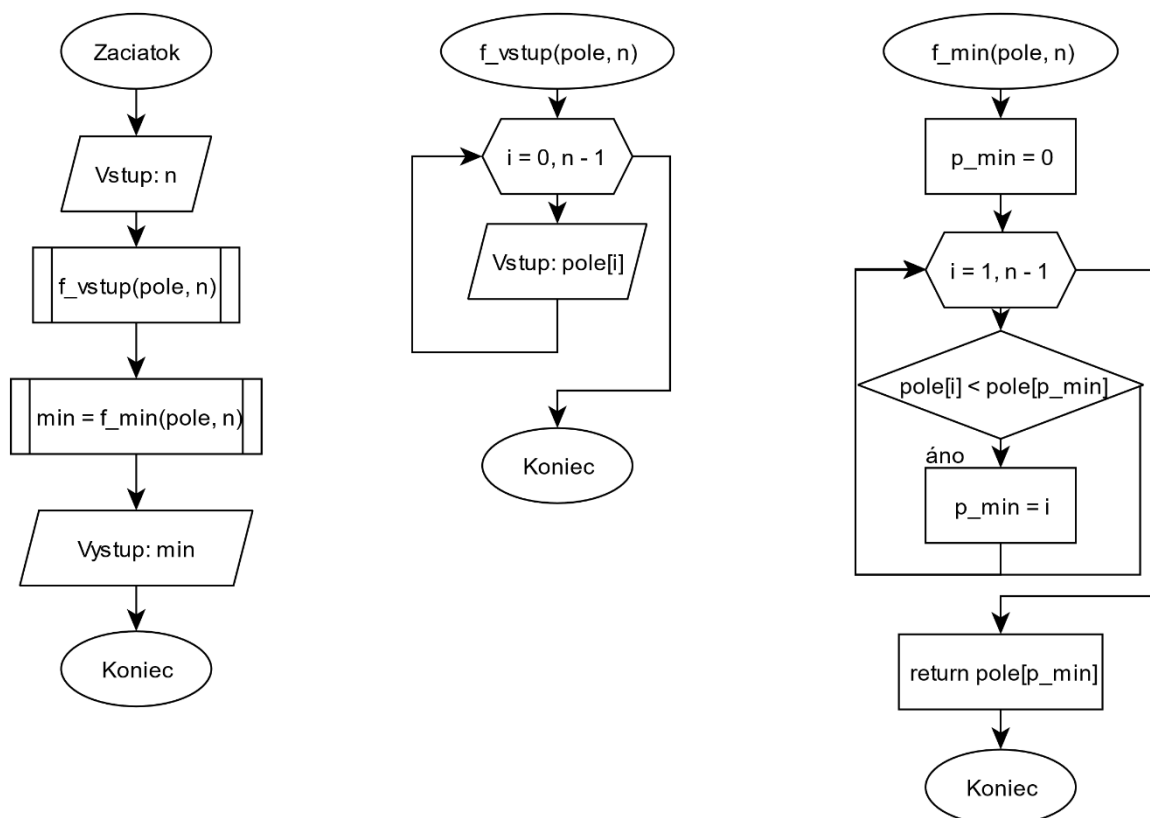 Zaciatok
Vstup: n
f_vstup(pole, n)
min = f_min(pole, n)
Vystup: min
Koniec
f_vstup(pole, n)
i = 0, n - 1
Vstup: pole[i]
Koniec
f_min(pole, n)
p_min = 0
i = 1, n - 1
pole[i] < pole[p_min]
áno
p_min = i
return pole[p_min]
Koniec